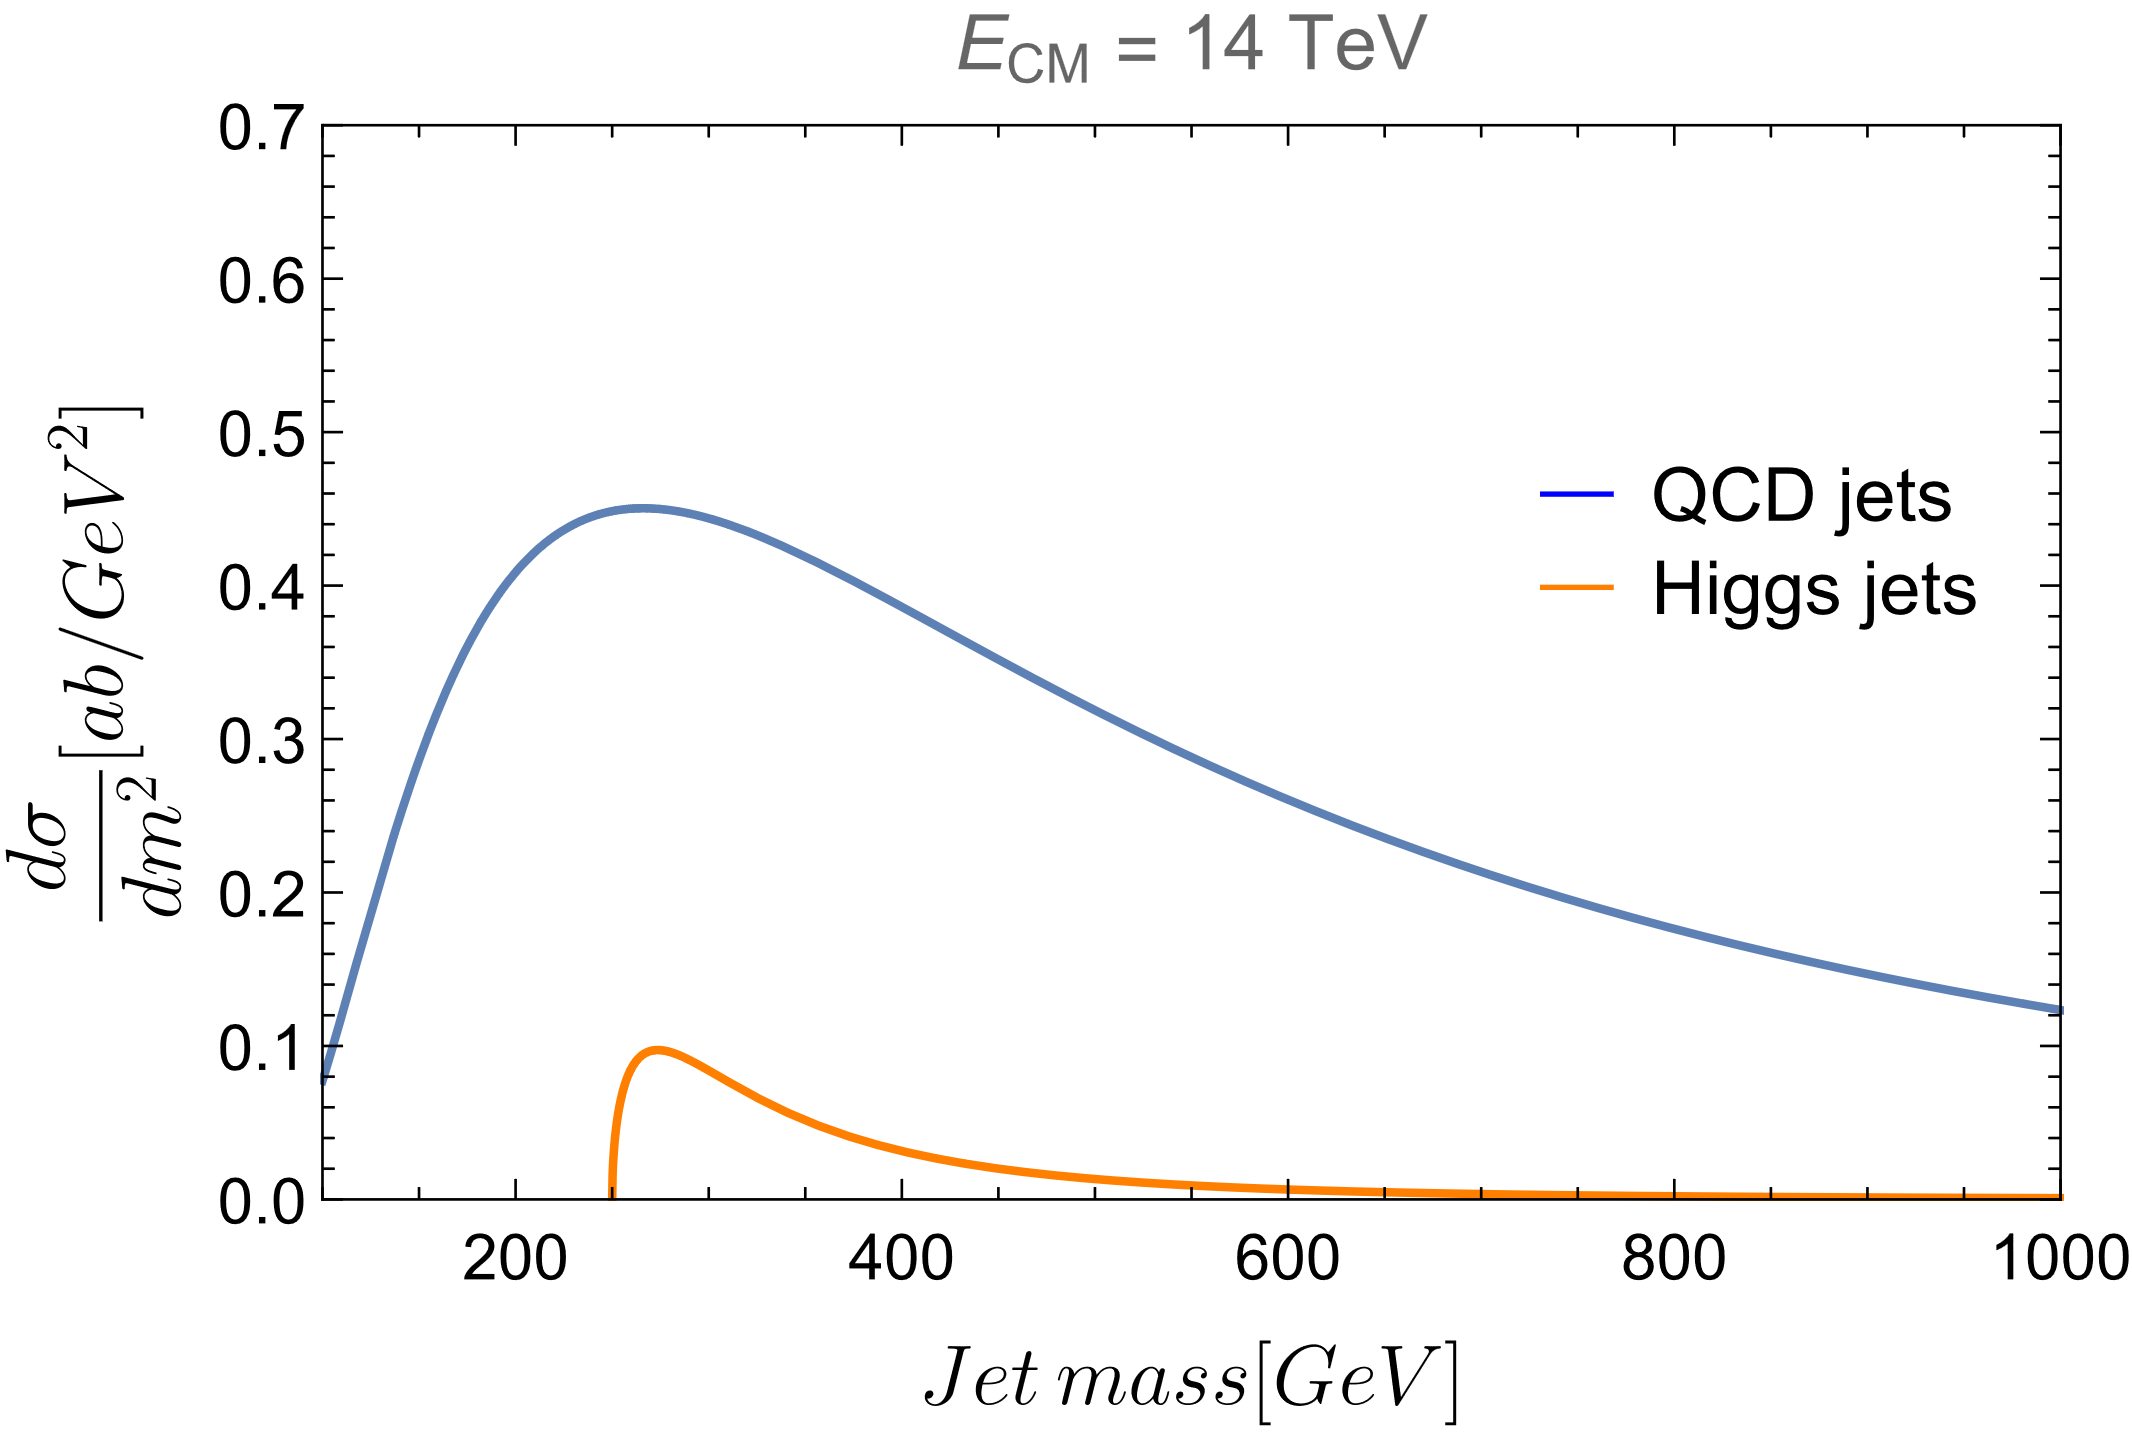 E_CM = 14 TeV
0.7
0.6
0.5
0.4
0.3
0.2
0.1
0.0
dσ/dm² [ab/GeV²]
QCD jets
Higgs jets
200 400 600 800 1000
Jet mass[GeV]